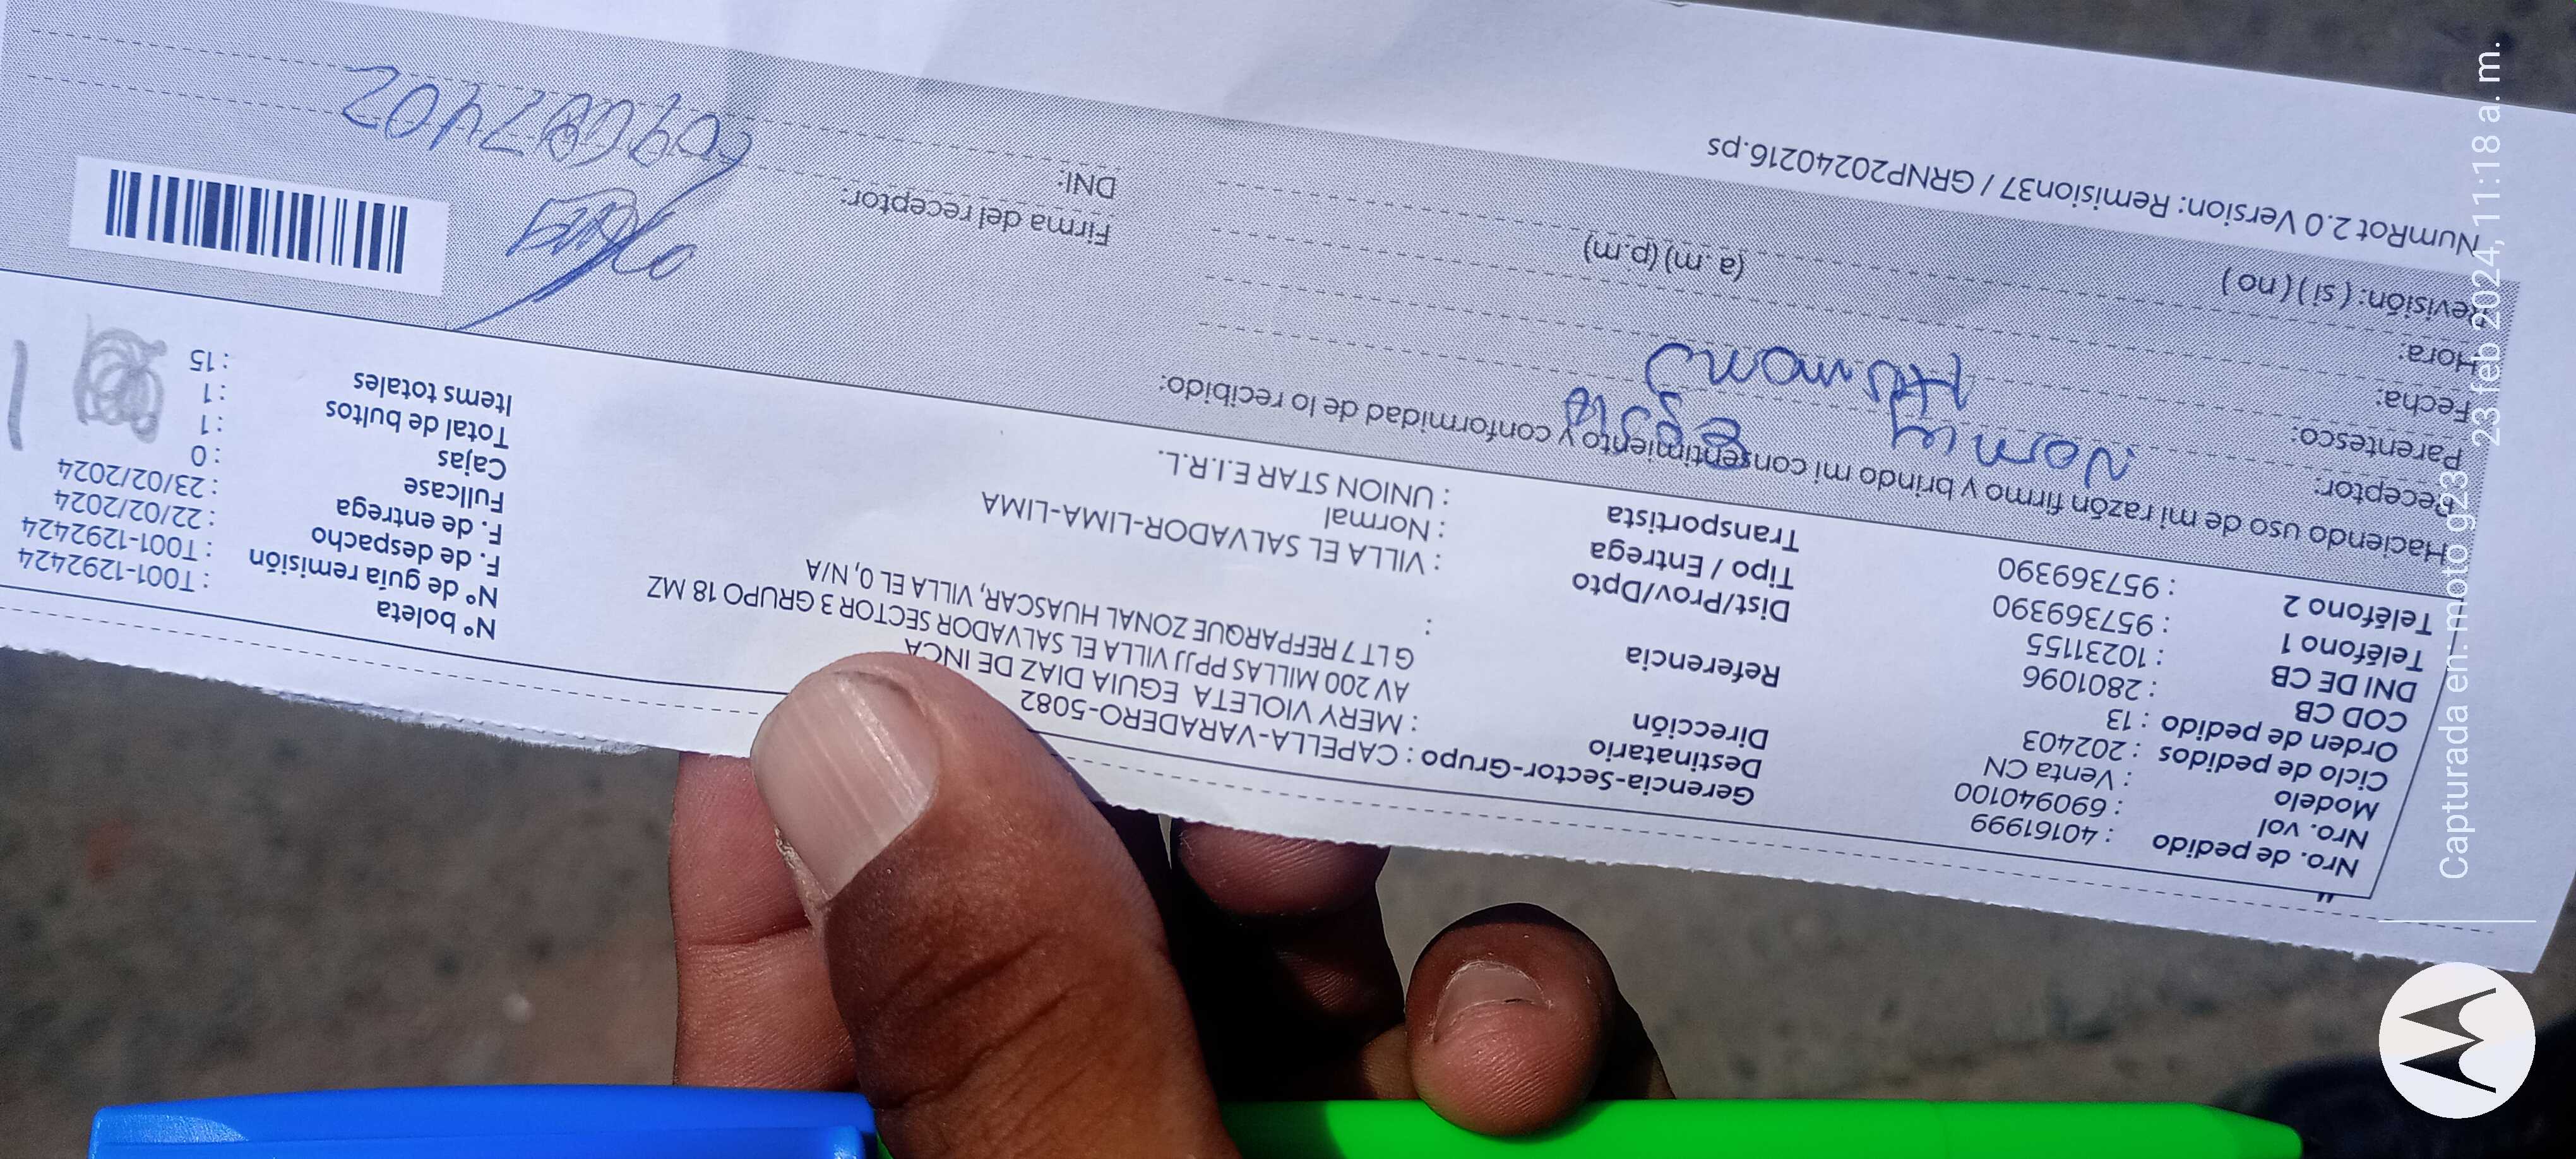 Nro. de pedido : 40161999
Nro. vol : 690940100
Modelo : Venta CN
Ciclo de pedidos : 202403
Orden de pedido : 13
COD CB : 2801096
DNI DE CB : 10231155
Teléfono 1 : 957369390
Teléfono 2 : 957369390
Gerencia-Sector-Grupo : CAPELLA-VARADERO-5082
Destinatario : MERY VIOLETA EGUIA DIAZ DE INCA
Dirección
AV 200 MILLAS PPJJ VILLA EL SALVADOR SECTOR 3 GRUPO 18 MZ
G LT 7 REFPARQUE ZONAL HUASCAR, VILLA EL 0, N/A
Referencia :
Dist/Prov/Dpto : VILLA EL SALVADOR-LIMA-LIMA
Tipo / Entrega : Normal
Transportista : UNION STAR E.I.R.L.
N° boleta : T001-1292424
N° de guía remisión : T001-1292424
F. de despacho : 22/02/2024
F. de entrega : 23/02/2024
Fullcase : 0
Cajas : 1
Total de bultos : 1
Items totales : 15
Haciendo uso de mi razón firmo y brindo mi consentimiento y conformidad de lo recibido:
Receptor:
Parentesco:
Fecha:
Hora: (a. m) (p.m)
Revisión: ( si ) ( no )
Firma del receptor:
DNI:
NumRot 2.0 Version: Remision37 / GRNP20240216.ps
Capturada en: moto g23
23 feb 2024, 11:18 a. m.